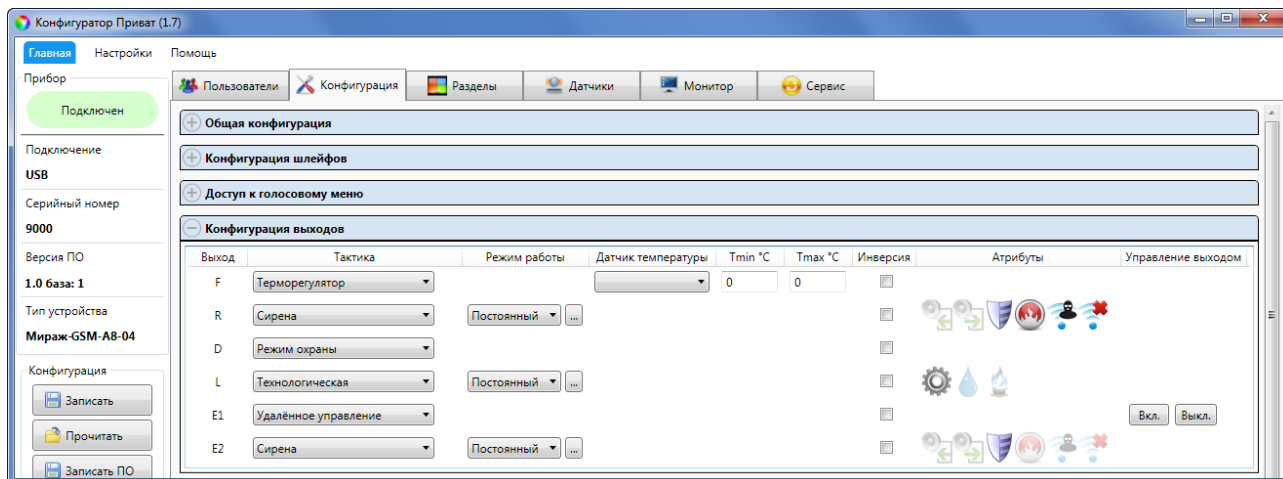 Конфигуратор Приват (1.7)
Главная Настройки Помощь
Прибор
Подключен
Подключение
USB
Серийный номер
9000
Версия ПО
1.0 база: 1
Тип устройства
Мираж-GSM-A8-04
Конфигурация
Записать
Прочитать
Записать ПО
Пользователи Конфигурация Разделы Датчики Монитор Сервис
Общая конфигурация
Конфигурация шлейфов
Доступ к голосовому меню
Конфигурация выходов
Выход Тактика Режим работы Датчик температуры Tmin °C Tmax °C Инверсия Атрибуты Управление выходом
F Терморегулятор 0 0
R Сирена Постоянный ...
D Режим охраны
L Технологическая Постоянный ...
E1 Удалённое управление Вкл. Выкл.
E2 Сирена Постоянный ...